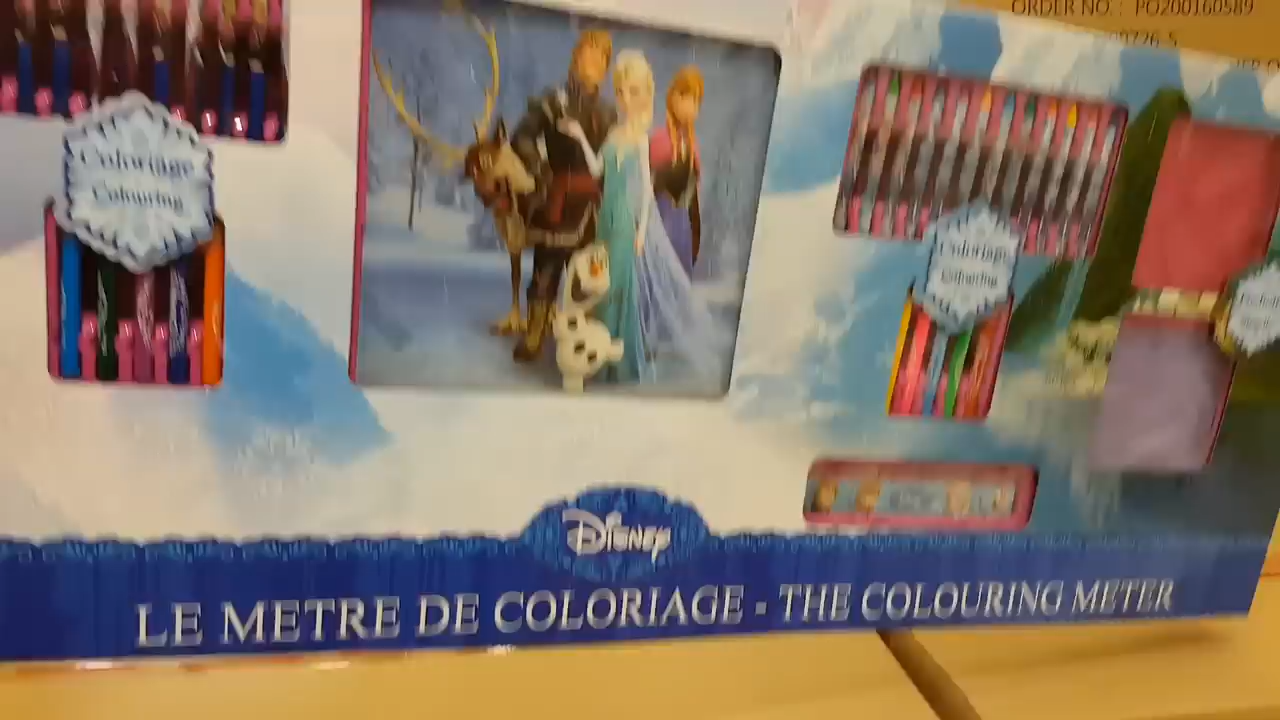 ORDER NO. : PO200160589
Coloriage
Colouring
Coloriage
Colouring
DISNEY
LE METRE DE COLORIAGE - THE COLOURING METER